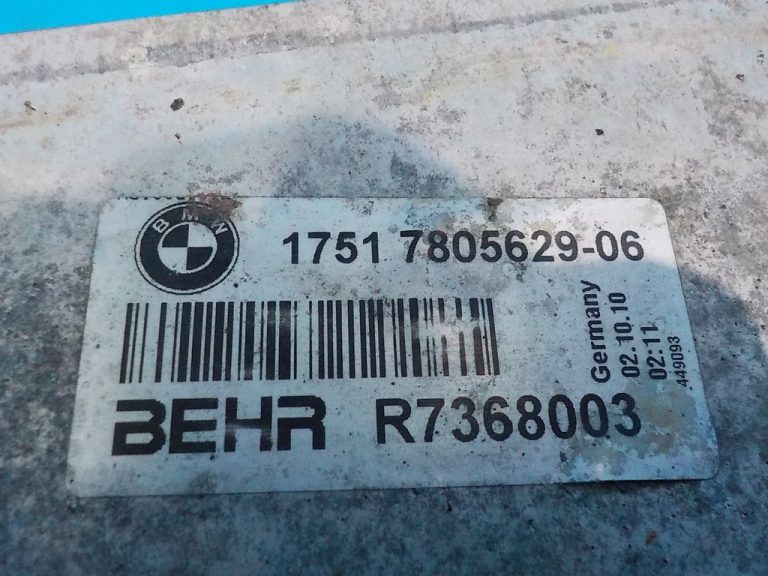 BMW
1751 7805629-06
Germany
02.10.10
02:11
449093
BEHR R7368003